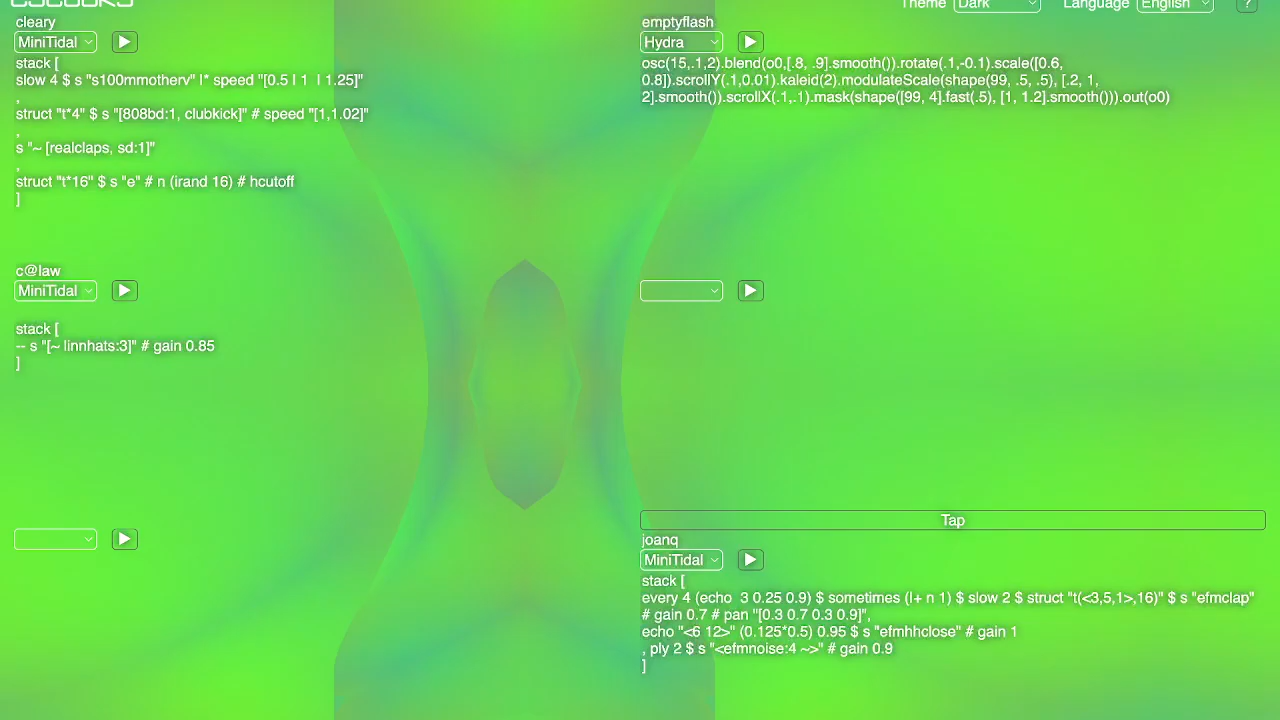 Theme Dark Language English ?
cleary
MiniTidal
stack [
slow 4 $ s "s100mmotherv" |* speed "[0.5 | 1 | 1.25]"
,
struct "t*4" $ s "[808bd:1, clubkick]" # speed "[1,1.02]"
,
s "~ [realclaps, sd:1]"
,
struct "t*16" $ s "e" # n (irand 16) # hcutoff
]
c@law
MiniTidal
stack [
-- s "[~ linnhats:3]" # gain 0.85
]
emptyflash
Hydra
osc(15,.1,2).blend(o0,[.8, .9].smooth()).rotate(.1,-0.1).scale([0.6,
0.8]).scrollY(.1,0.01).kaleid(2).modulateScale(shape(99, .5, .5), [.2, 1,
2].smooth()).scrollX(.1,.1).mask(shape([99, 4].fast(.5), [1, 1.2].smooth())).out(o0)
Tap
joanq
MiniTidal
stack [
every 4 (echo  3 0.25 0.9) $ sometimes (|+ n 1) $ slow 2 $ struct "t(<3,5,1>,16)" $ s "efmclap"
# gain 0.7 # pan "[0.3 0.7 0.3 0.9]",
echo "<6 12>" (0.125*0.5) 0.95 $ s "efmhhclose" # gain 1
, ply 2 $ s "<efmnoise:4 ~>" # gain 0.9
]